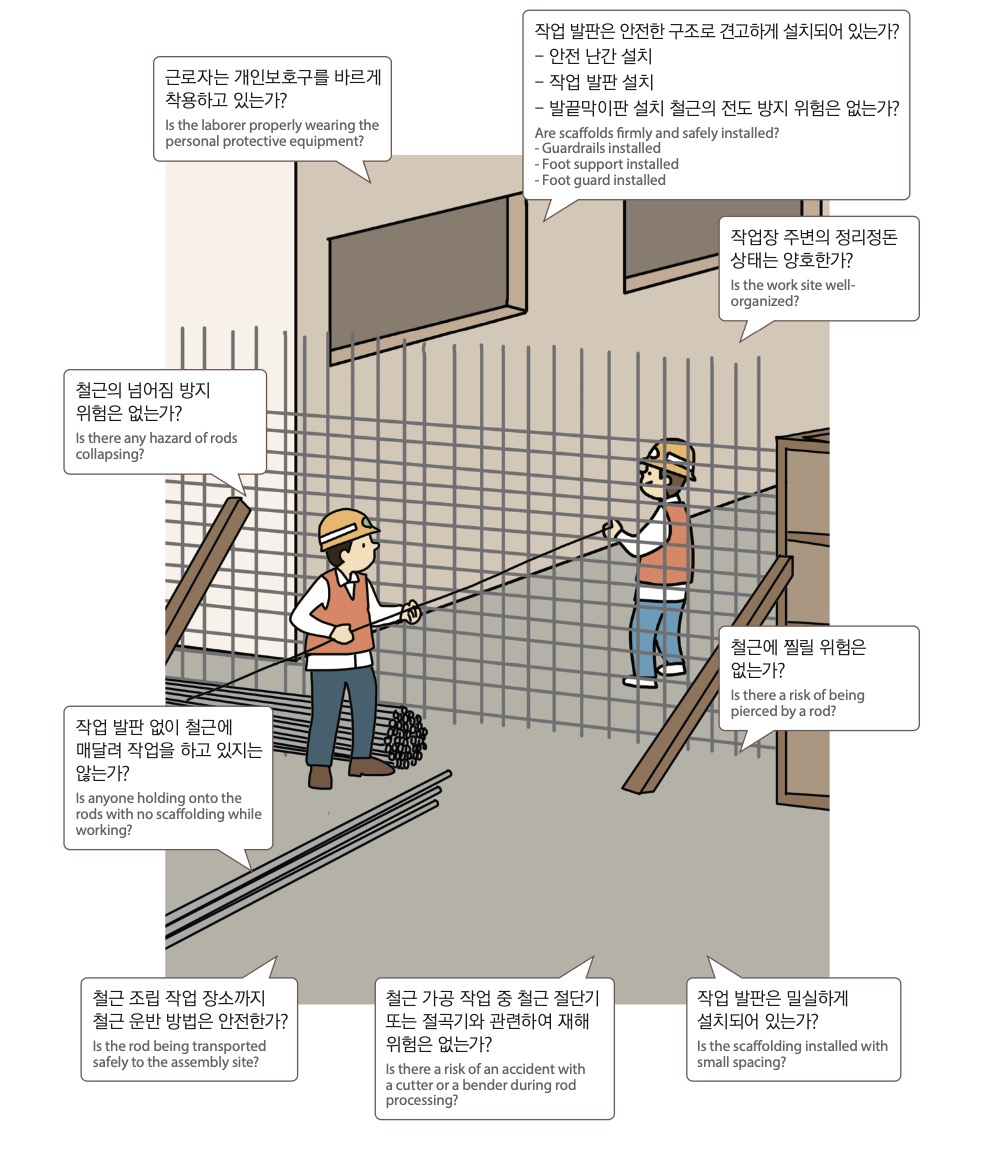 작업 발판은 안전한 구조로 견고하게 설치되어 있는가?
– 안전 난간 설치
– 작업 발판 설치
– 발끝막이판 설치 철근의 전도 방지 위험은 없는가?
Are scaffolds firmly and safely installed?
- Guardrails installed
- Foot support installed
- Foot guard installed
근로자는 개인보호구를 바르게
착용하고 있는가?
Is the laborer properly wearing the
personal protective equipment?
작업장 주변의 정리정돈
상태는 양호한가?
Is the work site well-
organized?
철근의 넘어짐 방지
위험은 없는가?
Is there any hazard of rods
collapsing?
철근에 찔릴 위험은
없는가?
Is there a risk of being
pierced by a rod?
작업 발판 없이 철근에
매달려 작업을 하고 있지는
않는가?
Is anyone holding onto the
rods with no scaffolding while
working?
철근 조립 작업 장소까지
철근 운반 방법은 안전한가?
Is the rod being transported
safely to the assembly site?
철근 가공 작업 중 철근 절단기
또는 절곡기와 관련하여 재해
위험은 없는가?
Is there a risk of an accident with
a cutter or a bender during rod
processing?
작업 발판은 밀실하게
설치되어 있는가?
Is the scaffolding installed with
small spacing?